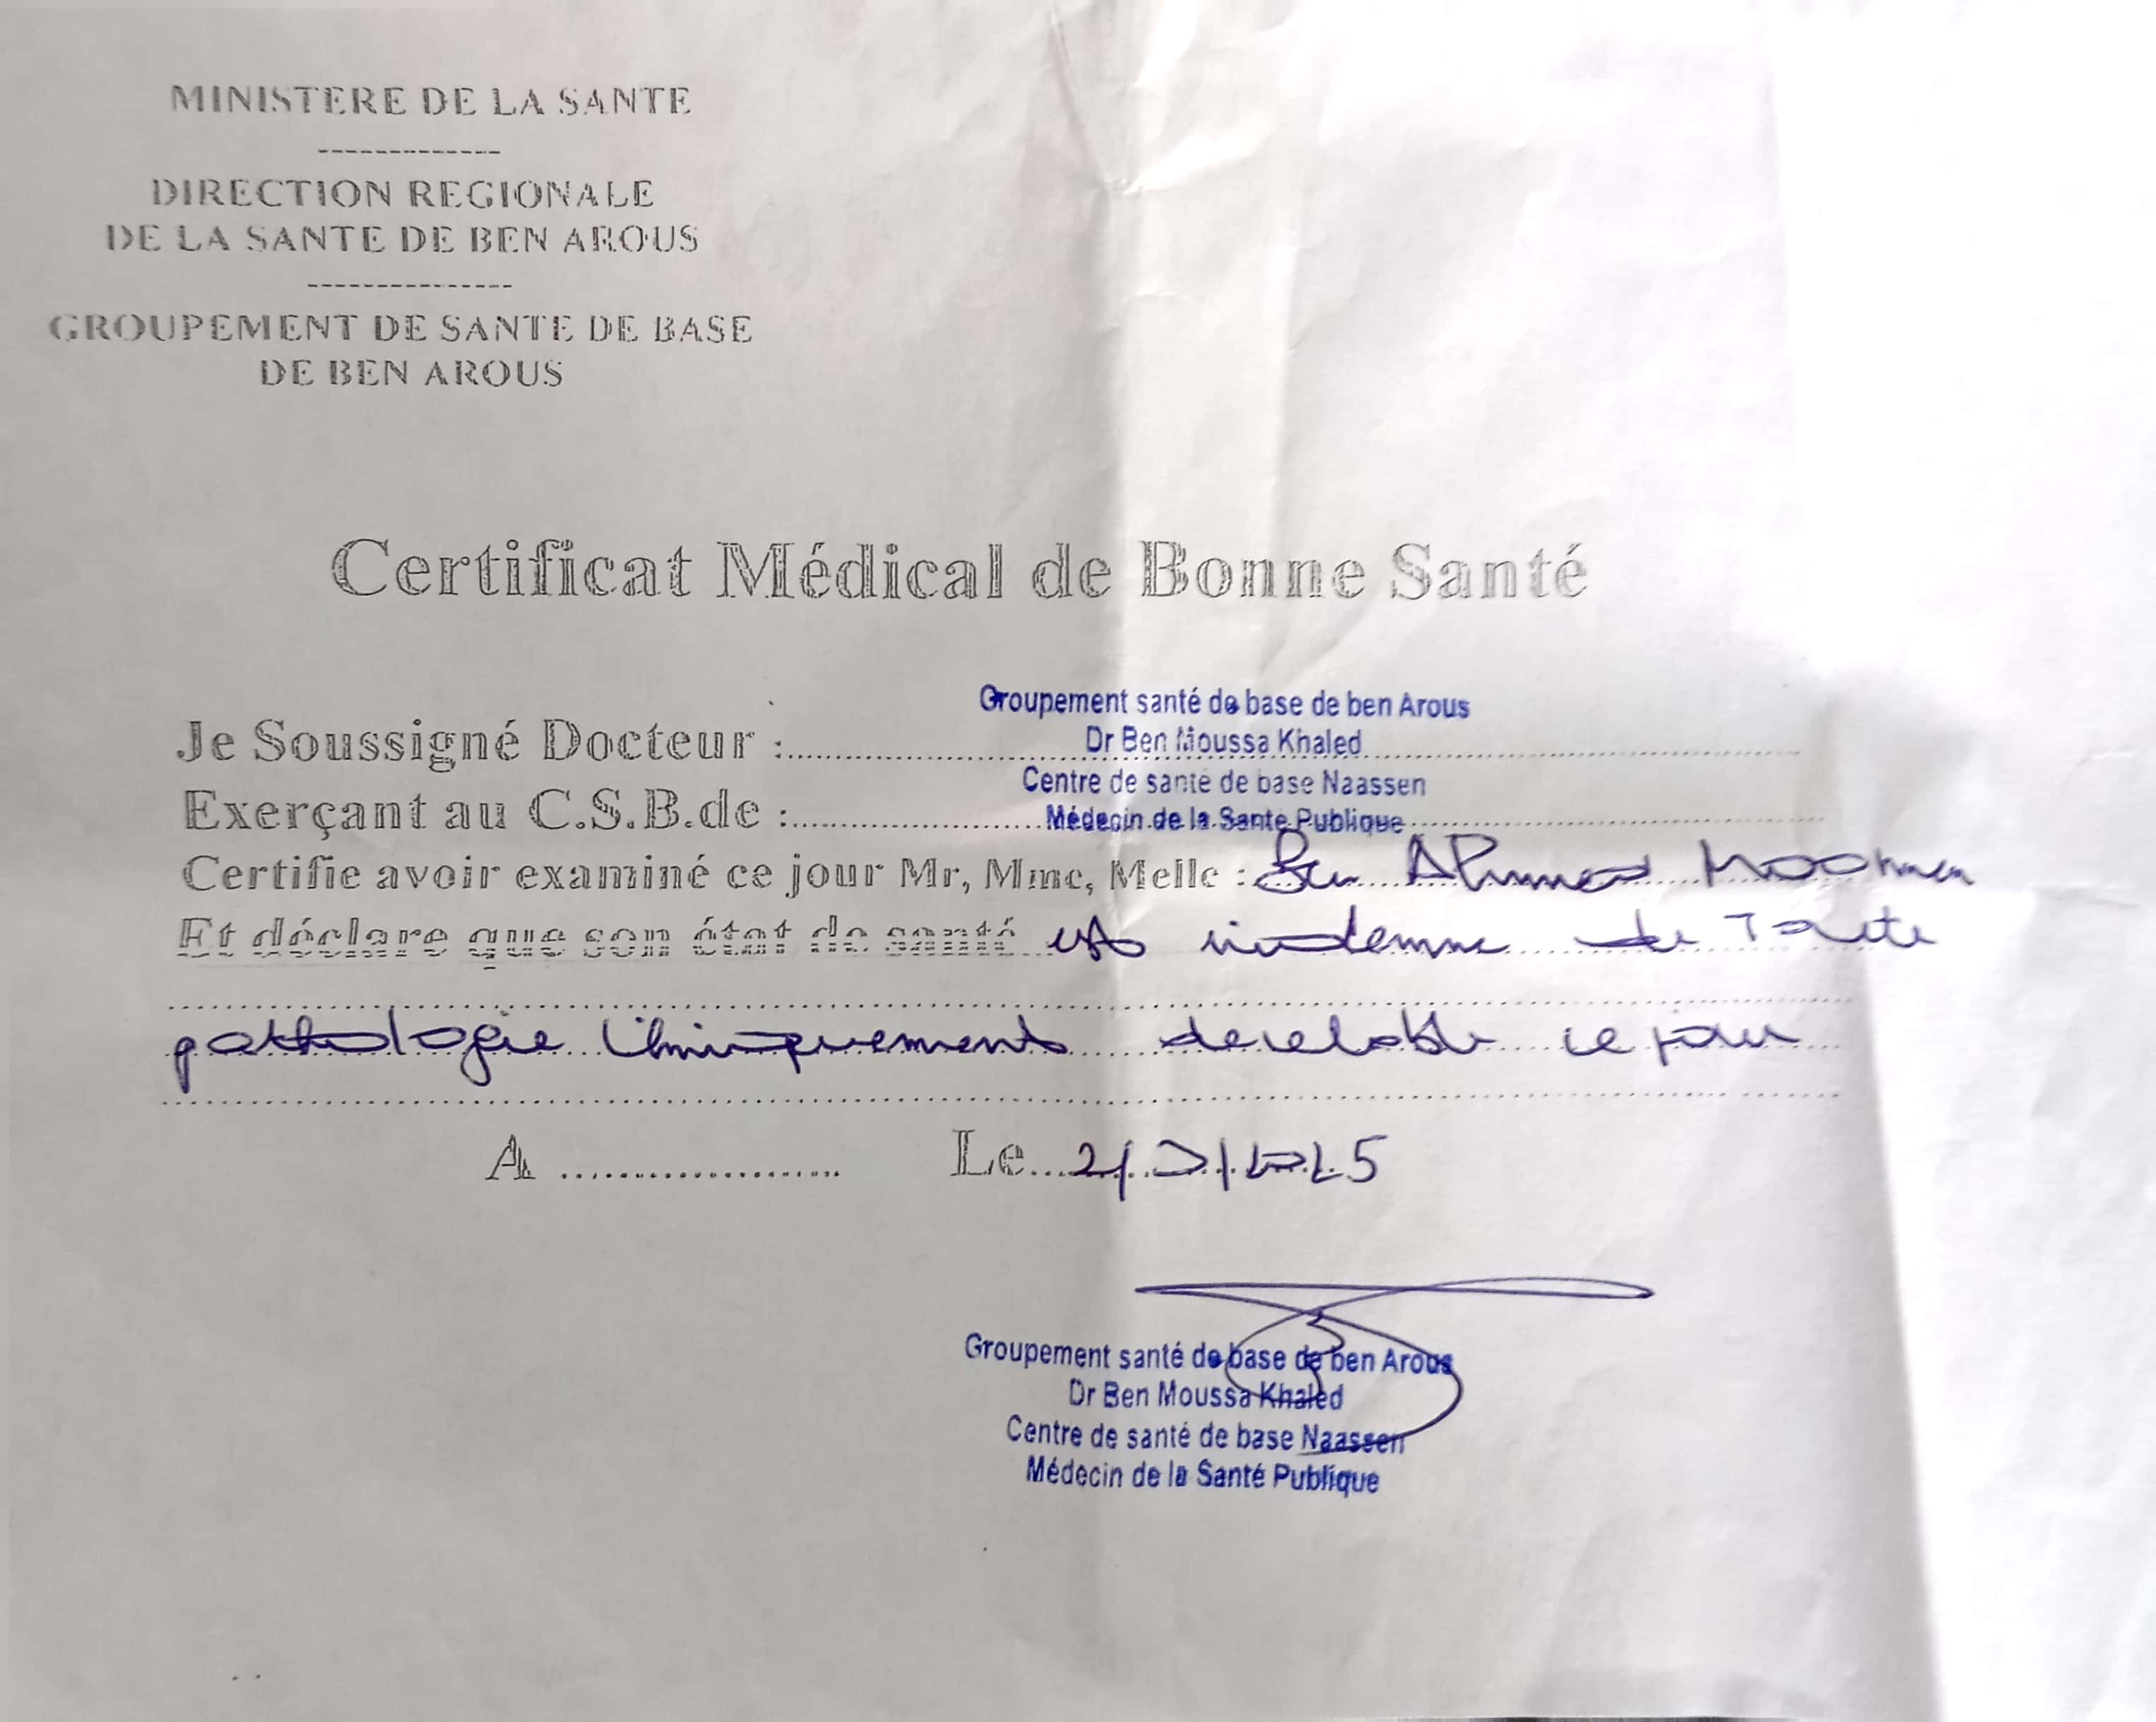 MINISTERE DE LA SANTE
-------------
DIRECTION REGIONALE
DE LA SANTE DE BEN AROUS
---------------
GROUPEMENT DE SANTE DE BASE
DE BEN AROUS
Certificat Médical de Bonne Santé
Groupement santé de base de ben Arous
Je Soussigné Docteur : Dr Ben Moussa Khaled
Centre de santé de base Naassen
Exerçant au C.S.B.de : Médecin de la Santé Publique
Certifie avoir examiné ce jour Mr, Mme, Melle : Ben Ahmed
Et déclare que son état de santé est indemne de toute
pathologie cliniquement decelable ce jour
A .................... Le
Groupement santé de base de ben Arous
Dr Ben Moussa Khaled
Centre de santé de base Naassen
Médecin de la Santé Publique